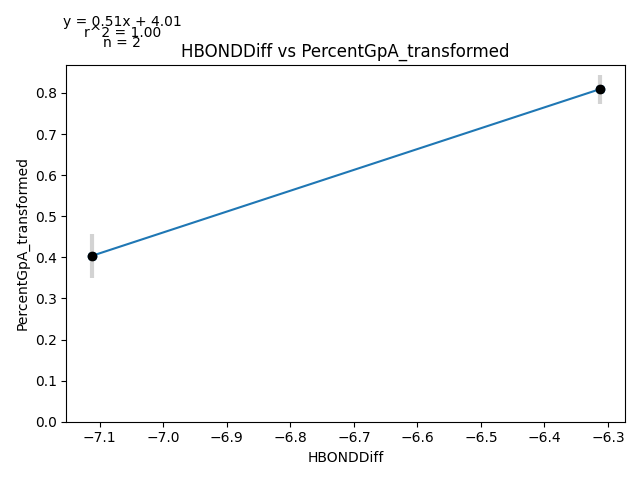 y = 0.51x + 4.01
r^2 = 1.00
n = 2
HBONDDiff vs PercentGpA_transformed
PercentGpA_transformed
0.8
0.7
0.6
0.5
0.4
0.3
0.2
0.1
0.0
−7.1 −7.0 −6.9 −6.8 −6.7 −6.6 −6.5 −6.4 −6.3
HBONDDiff